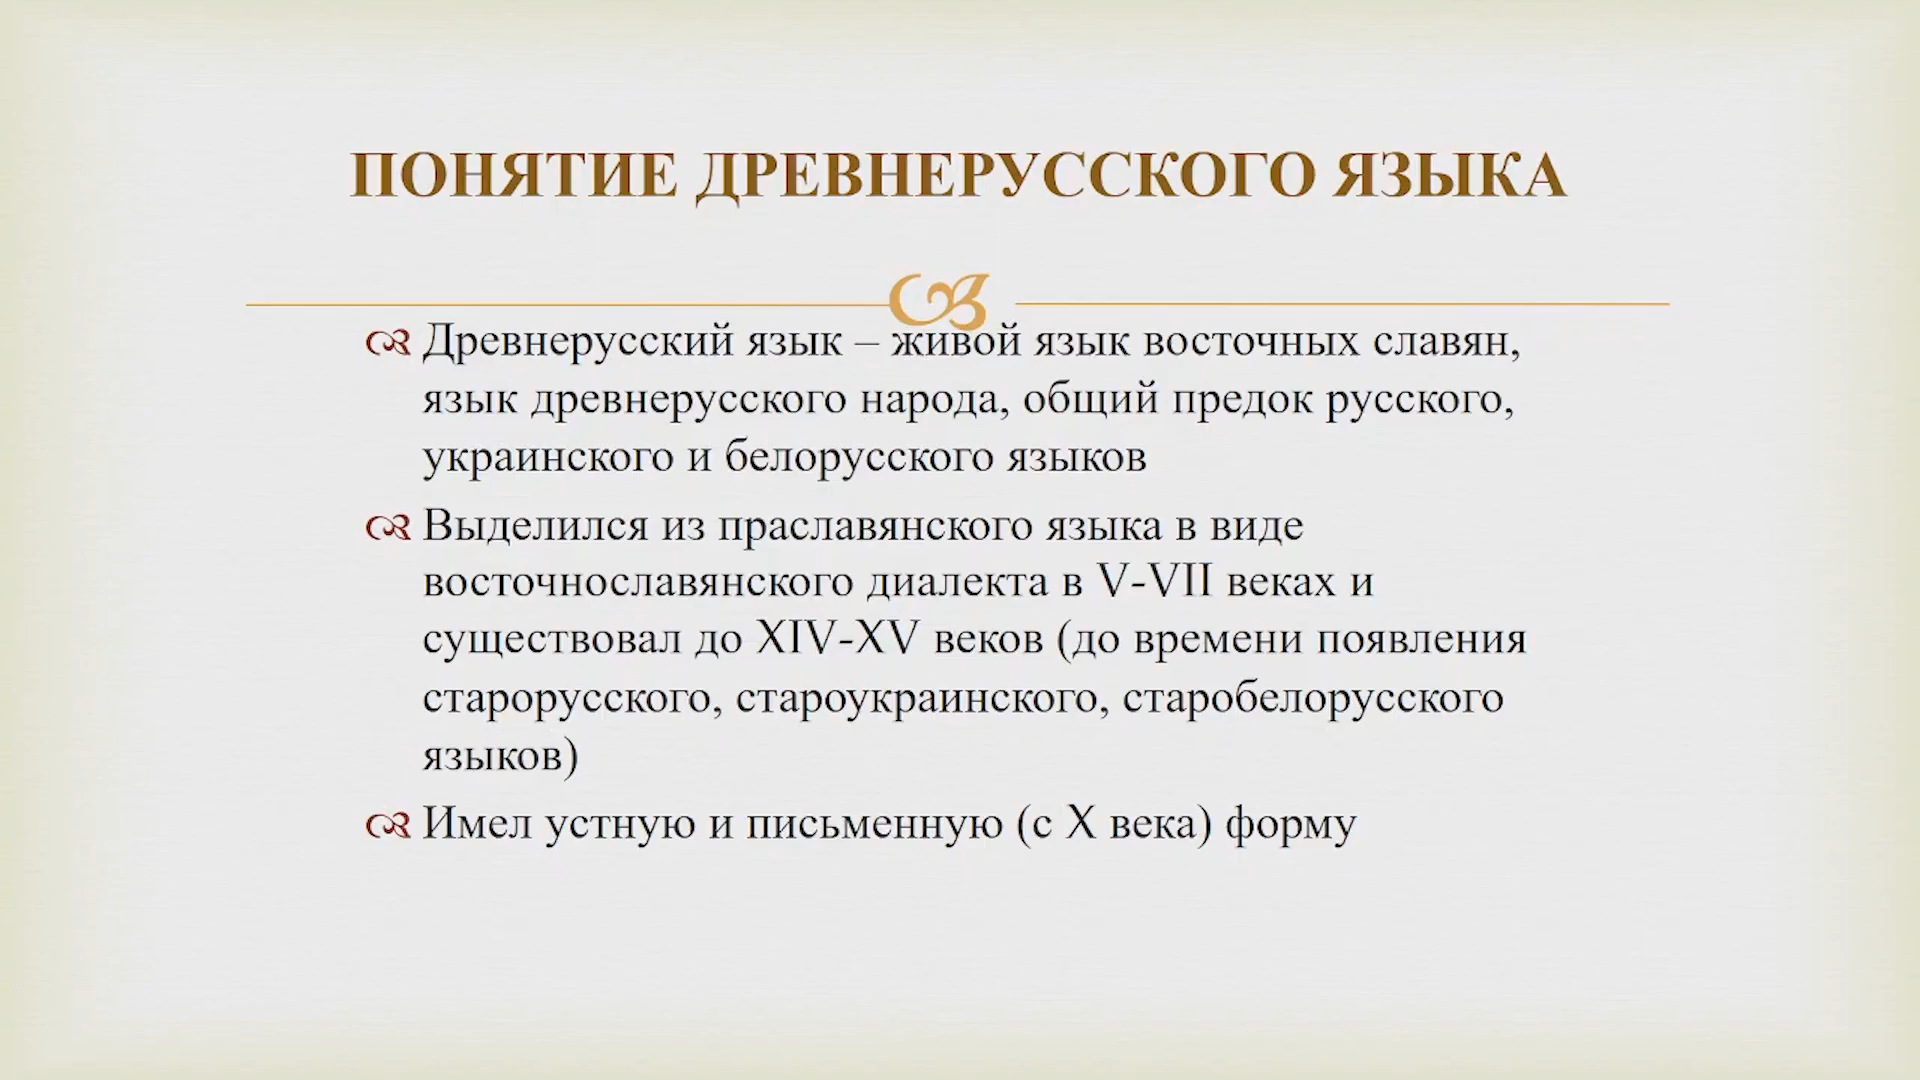 ПОНЯТИЕ ДРЕВНЕРУССКОГО ЯЗЫКА
Древнерусский язык – живой язык восточных славян,
язык древнерусского народа, общий предок русского,
украинского и белорусского языков
Выделился из праславянского языка в виде
восточнославянского диалекта в V-VII веках и
существовал до XIV-XV веков (до времени появления
старорусского, староукраинского, старобелорусского
языков)
Имел устную и письменную (с X века) форму